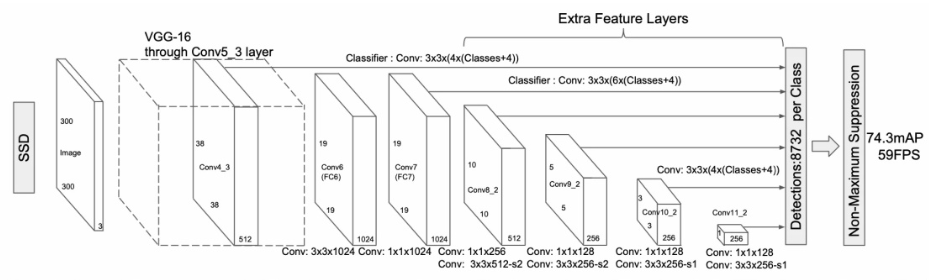 Extra Feature Layers
VGG-16
through Conv5_3 layer
Classifier : Conv: 3x3x(4x(Classes+4))
Classifier : Conv: 3x3x(6x(Classes+4))
SSD
300
Image
300
3
38
Conv4_3
38
512
19
Conv6
(FC6)
19
1024
19
Conv7
(FC7)
19
1024
10
Conv8_2
10
512
5
Conv9_2
5
256
Conv: 3x3x(4x(Classes+4))
3
Conv10_2
3
256
Conv11_2
1
256
Detections:8732 per Class
Non-Maximum Suppression
74.3mAP
59FPS
Conv: 3x3x1024
Conv: 1x1x1024
Conv: 1x1x256
Conv: 3x3x512-s2
Conv: 1x1x128
Conv: 3x3x256-s2
Conv: 1x1x128
Conv: 3x3x256-s1
Conv: 1x1x128
Conv: 3x3x256-s1